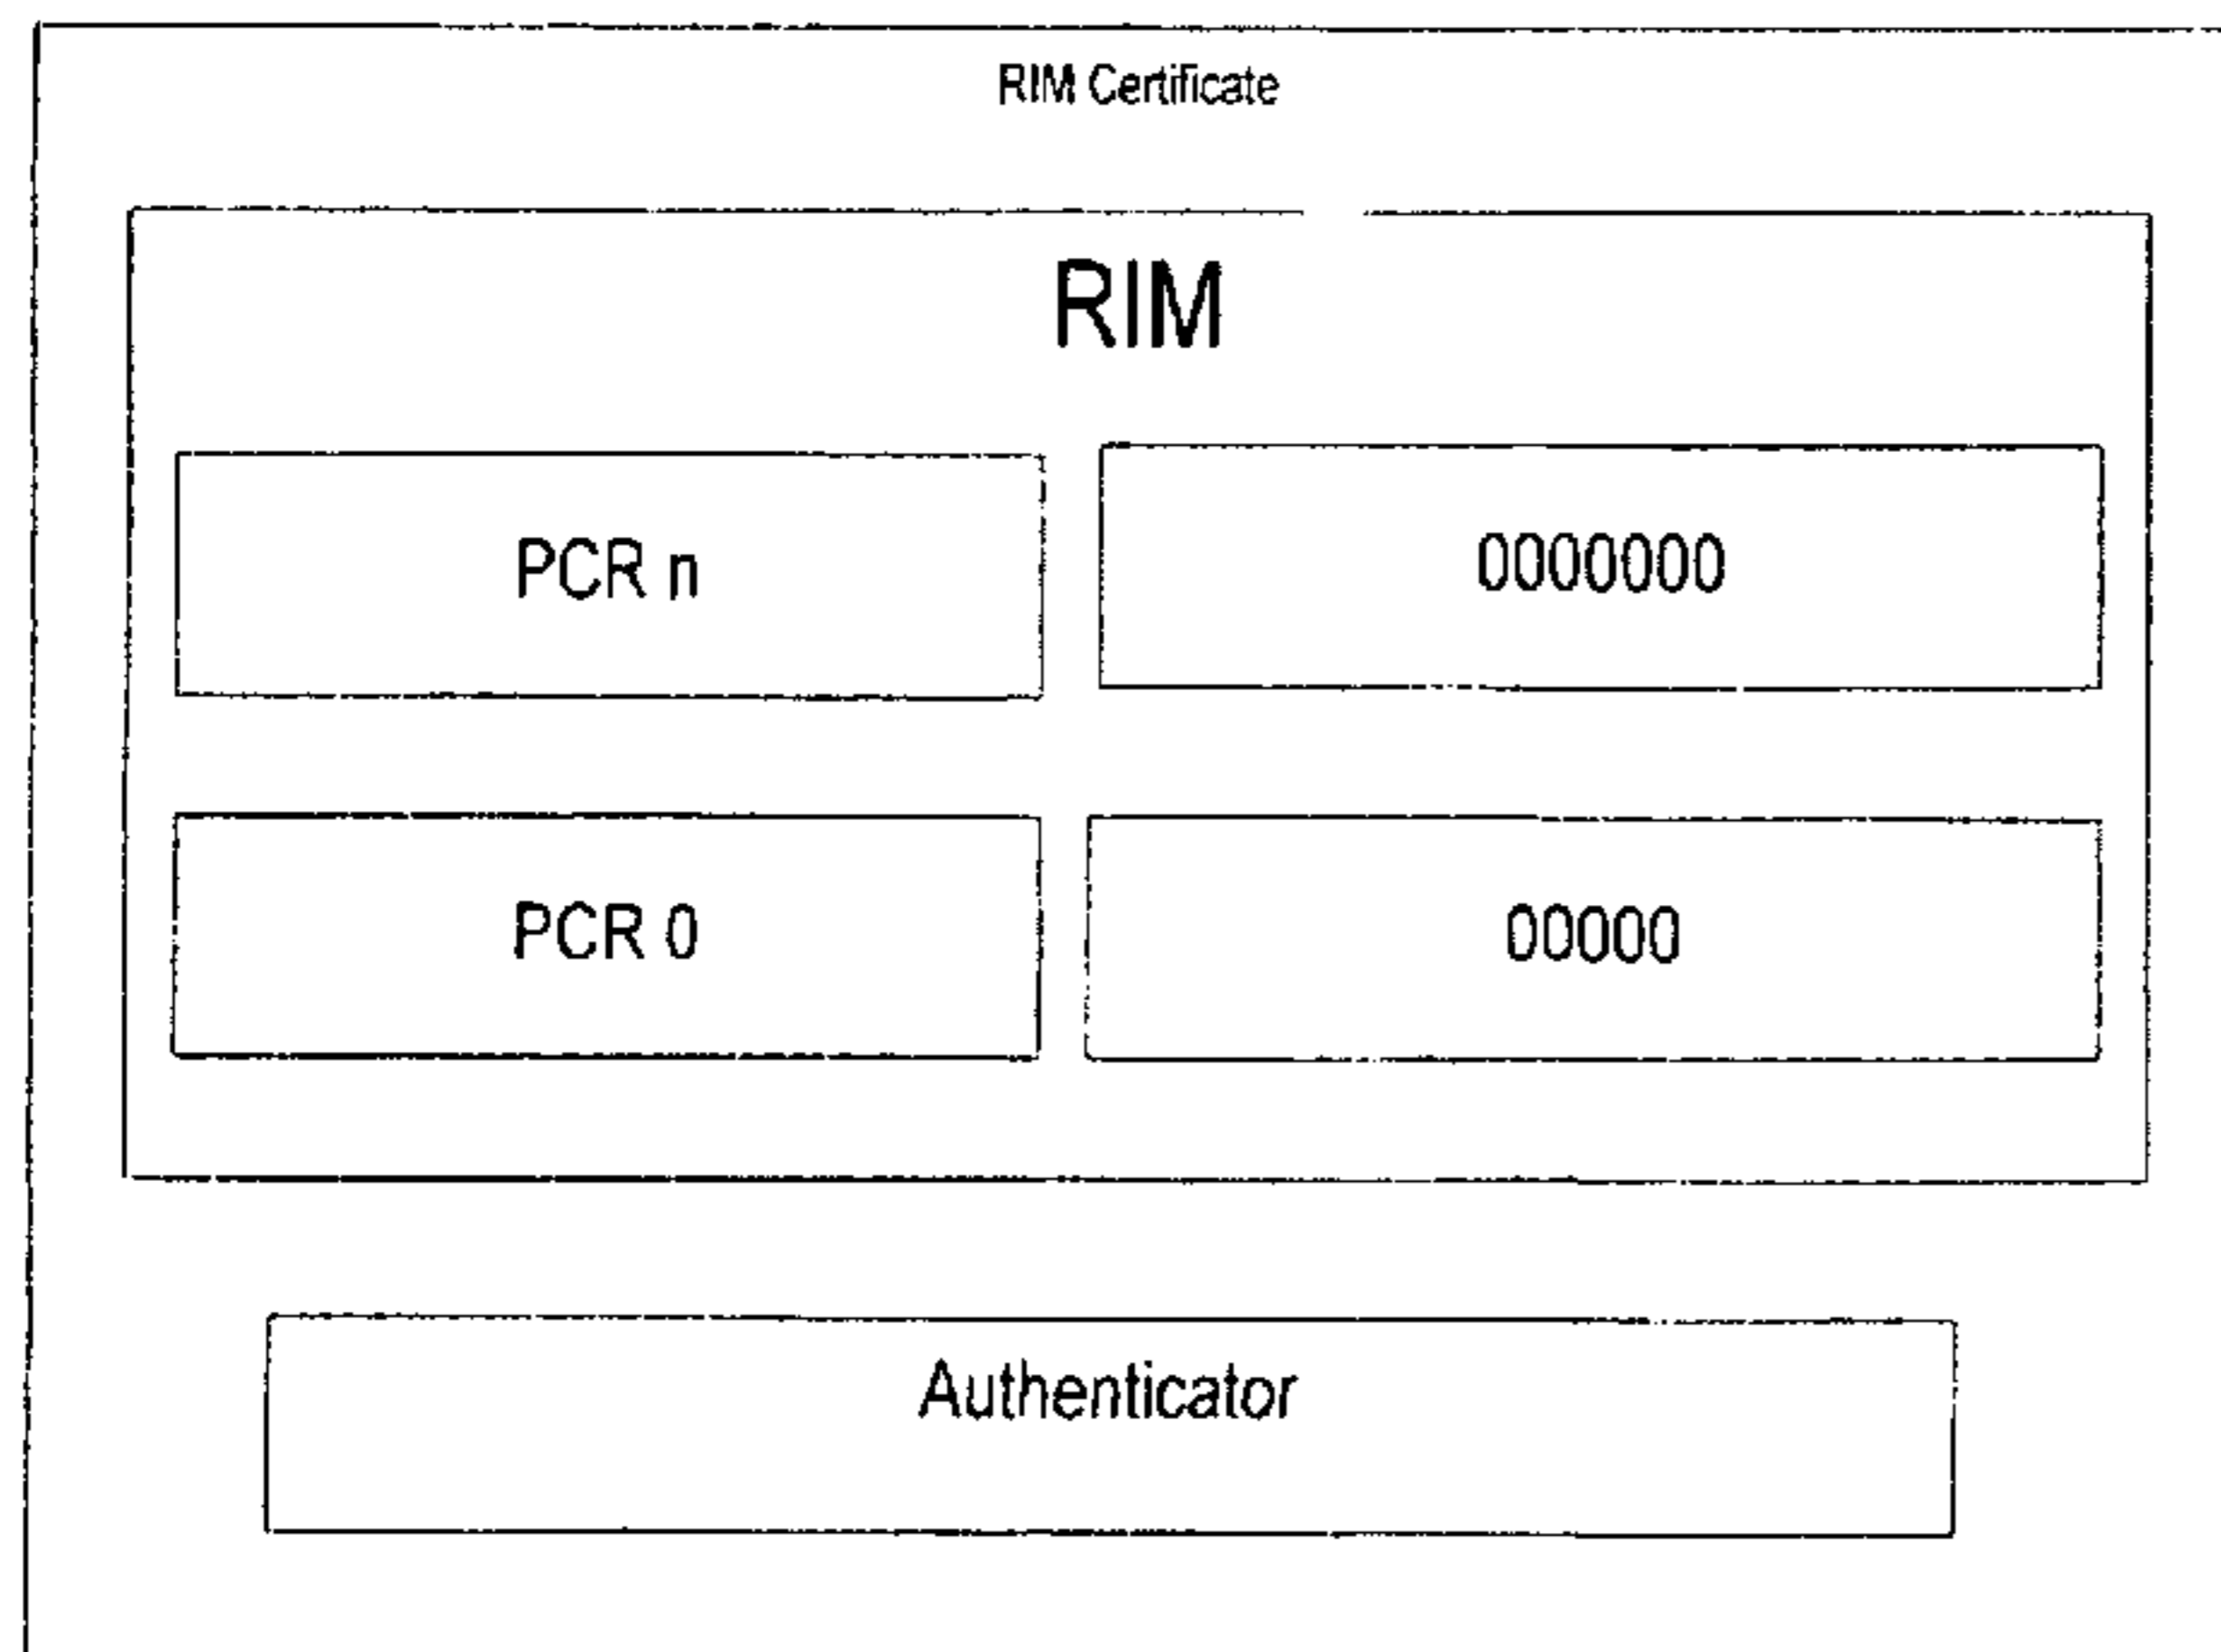 RIM Certificate
RIM
PCR n 0000000
PCR 0 00000
Authenticator